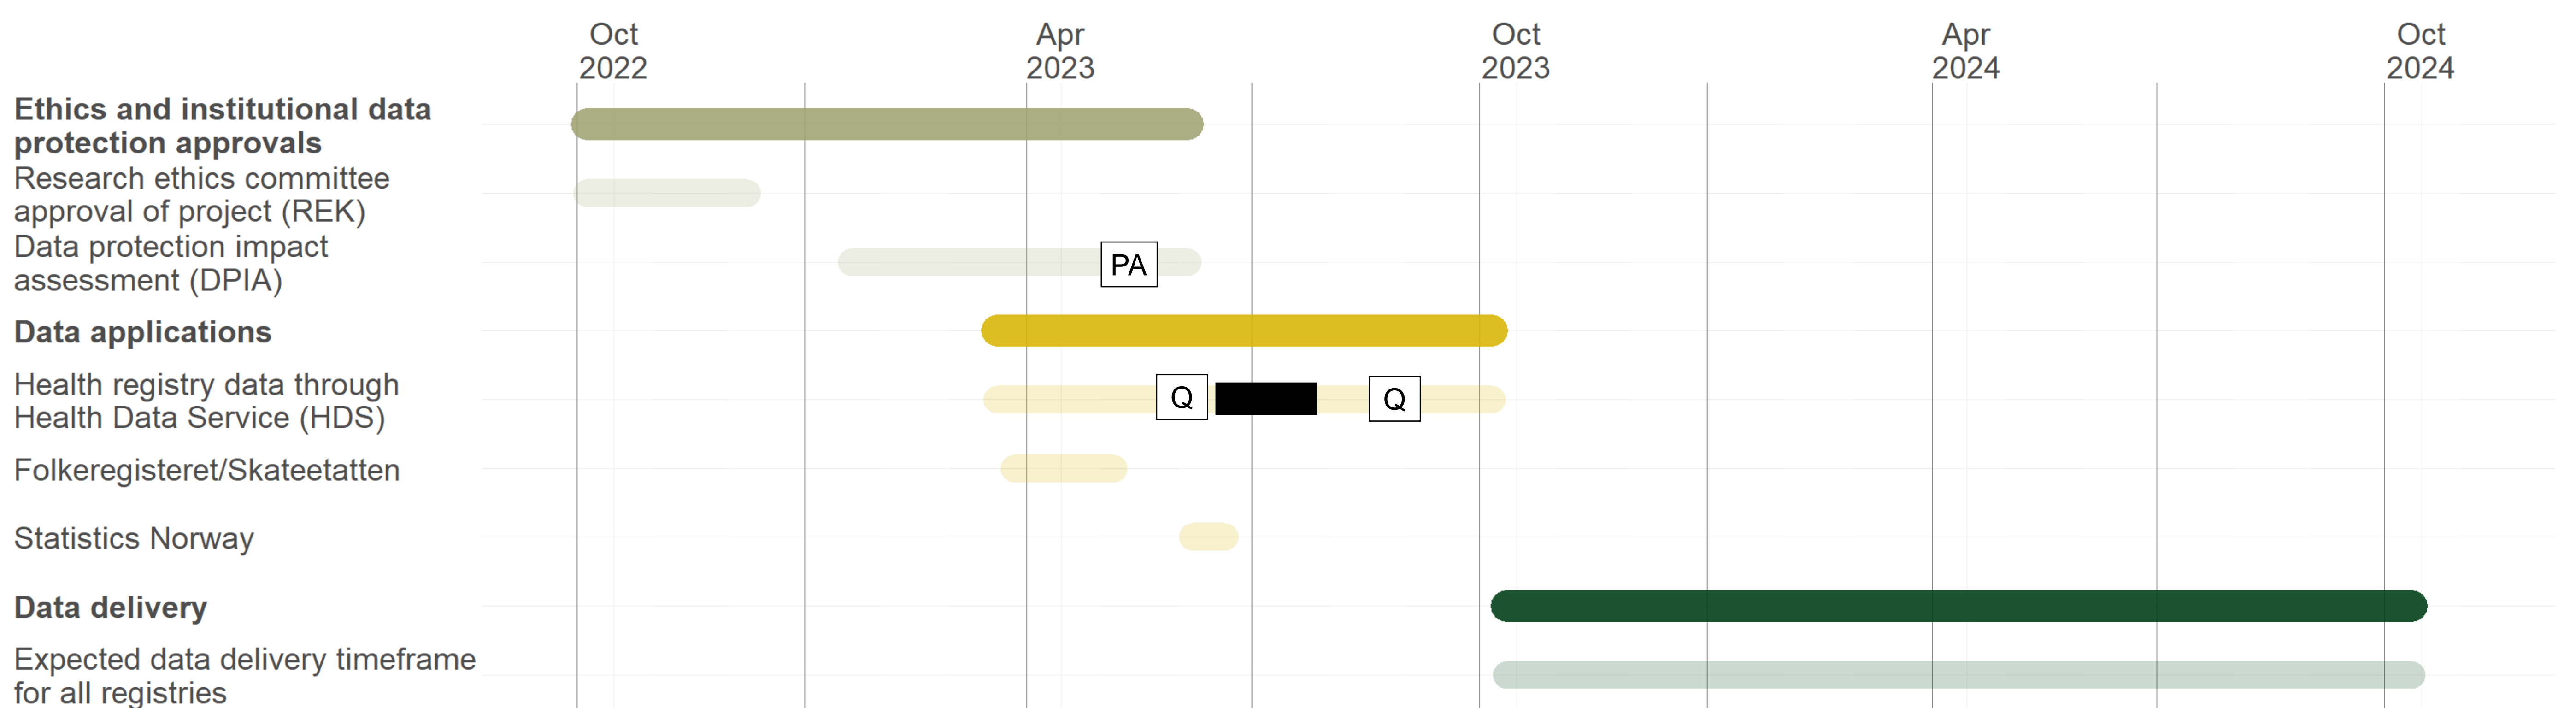 Oct
2022
Apr
2023
Oct
2023
Apr
2024
Oct
2024
Ethics and institutional data
protection approvals
Research ethics committee
approval of project (REK)
Data protection impact
assessment (DPIA)
PA
Data applications
Health registry data through
Health Data Service (HDS)
Q
Q
Folkeregisteret/Skateetatten
Statistics Norway
Data delivery
Expected data delivery timeframe
for all registries